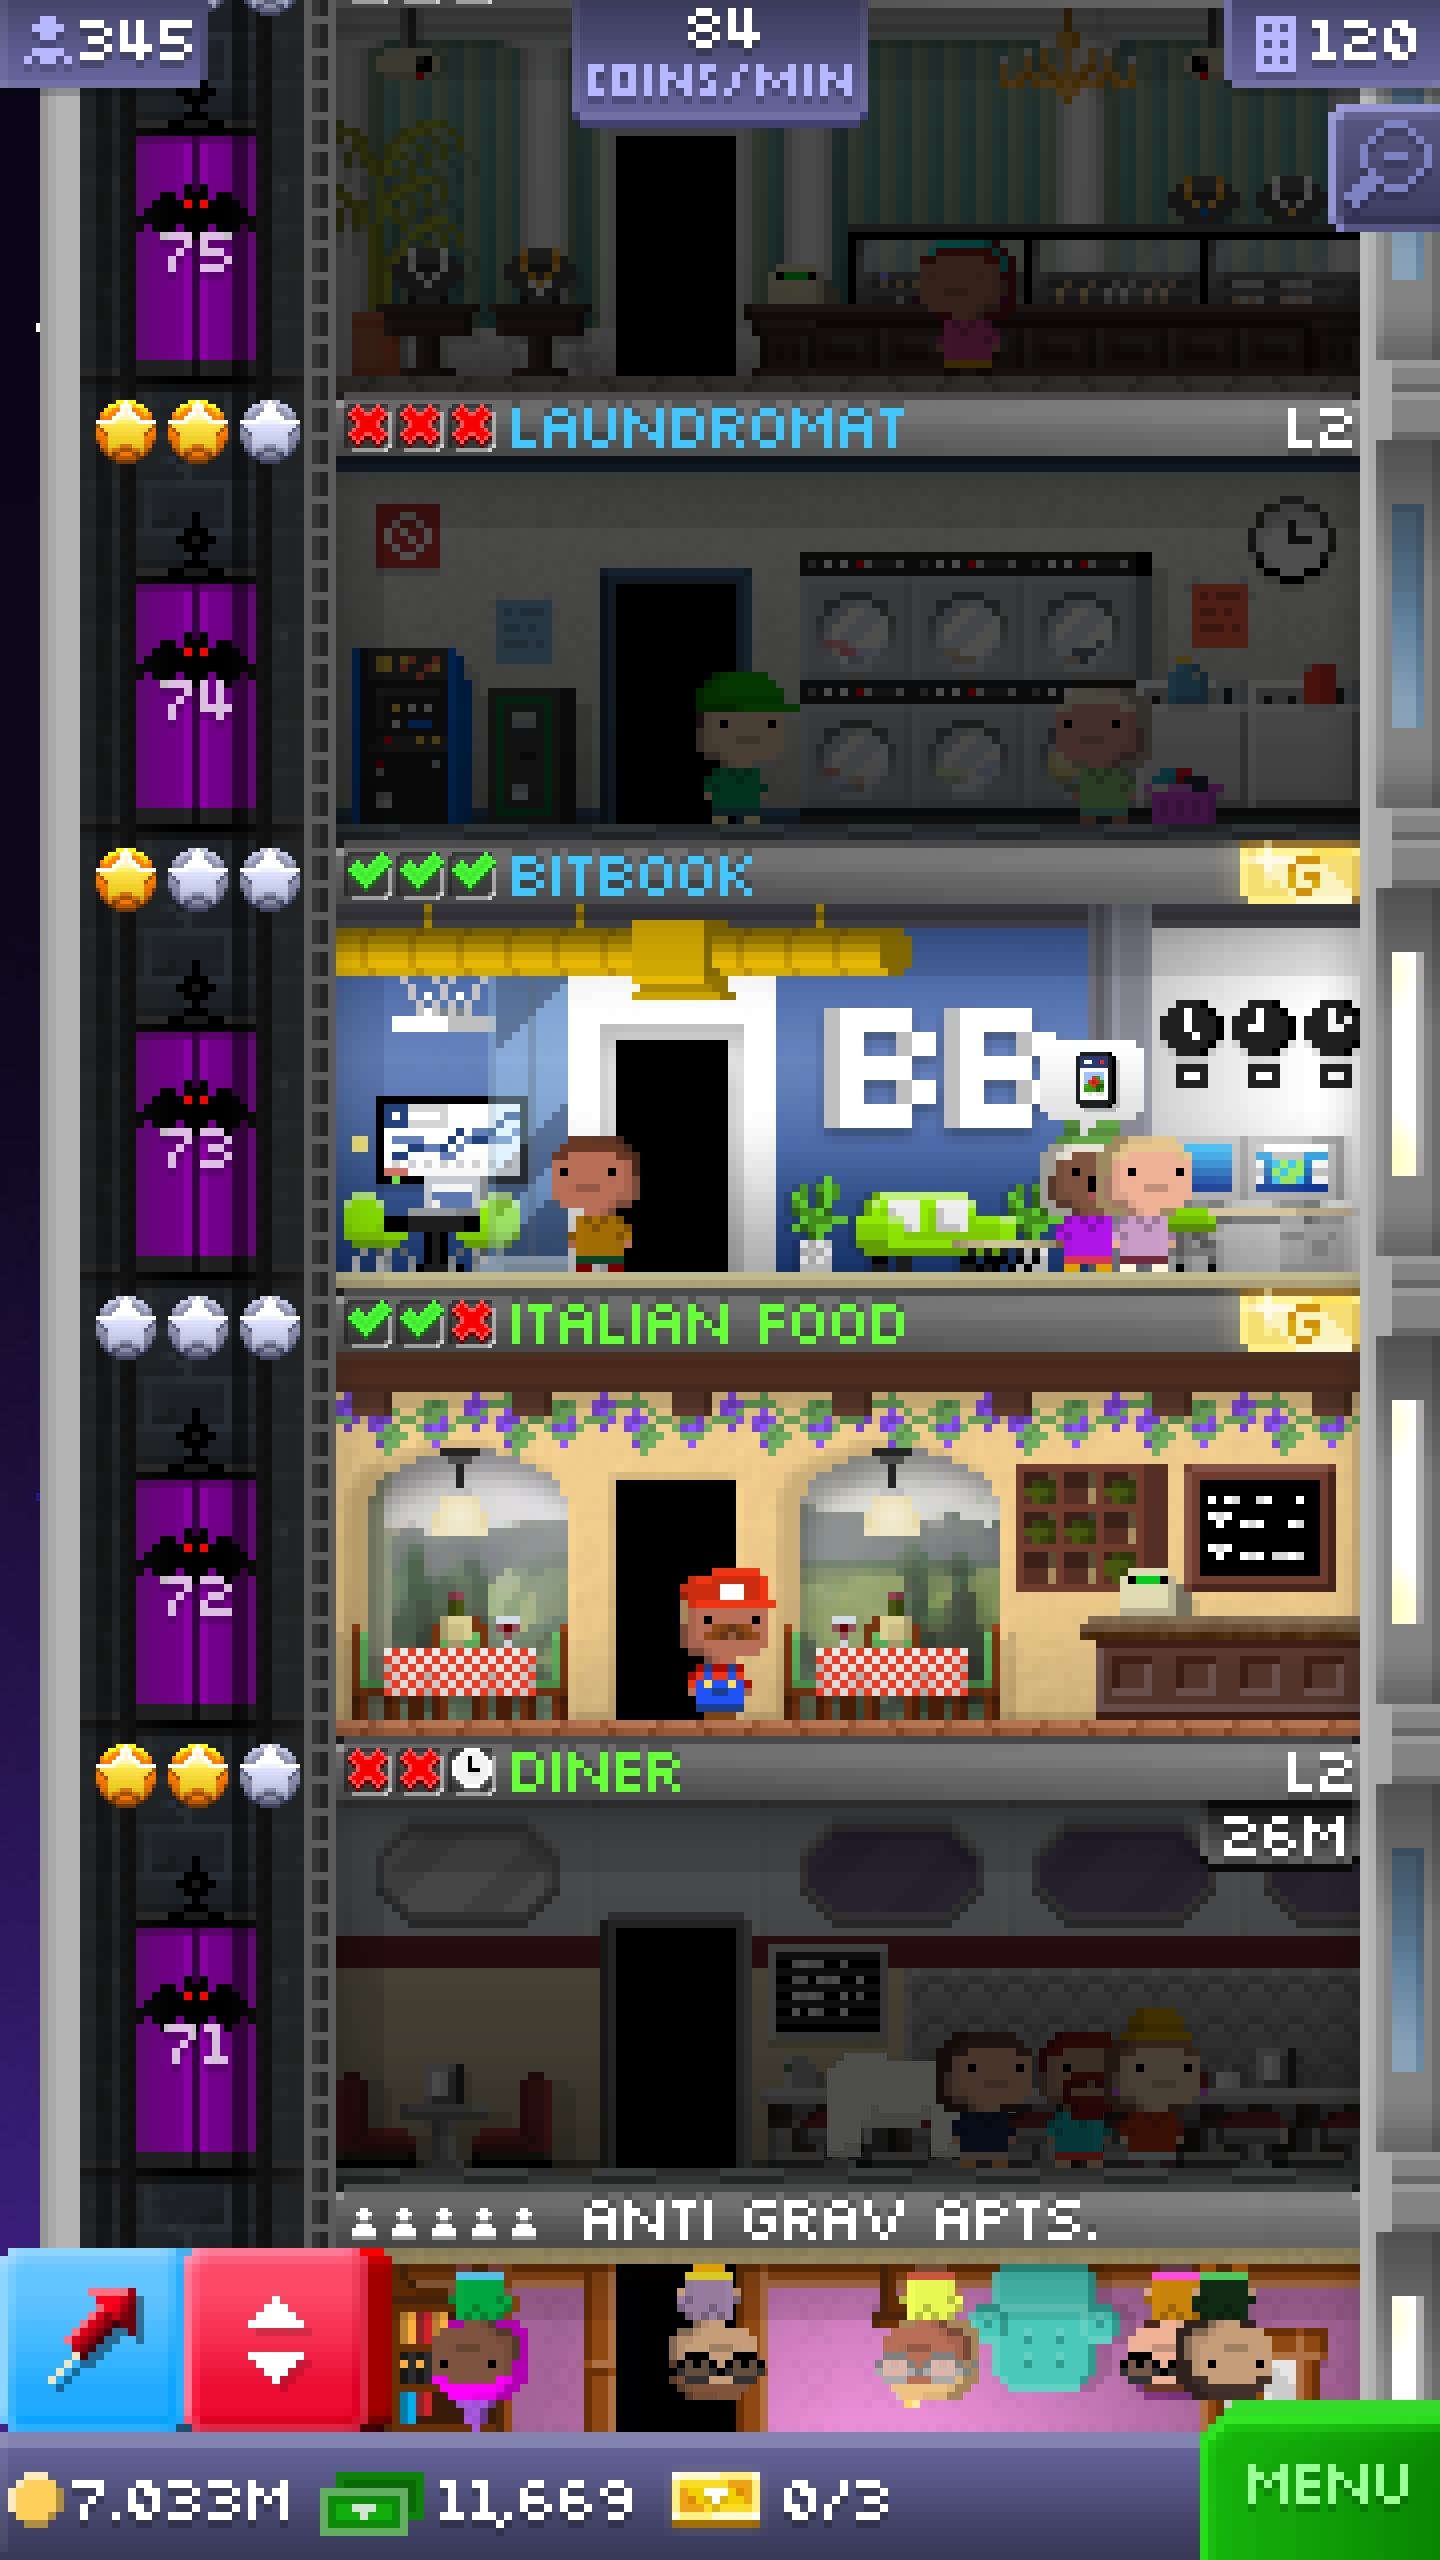 345
84
COINS/MIN
120
75
LAUNDROMAT L2
74
BITBOOK G
BB
73
ITALIAN FOOD G
72
DINER L2
26M
71
ANTI GRAV APTS.
7.033M 11,669 0/3
MENU